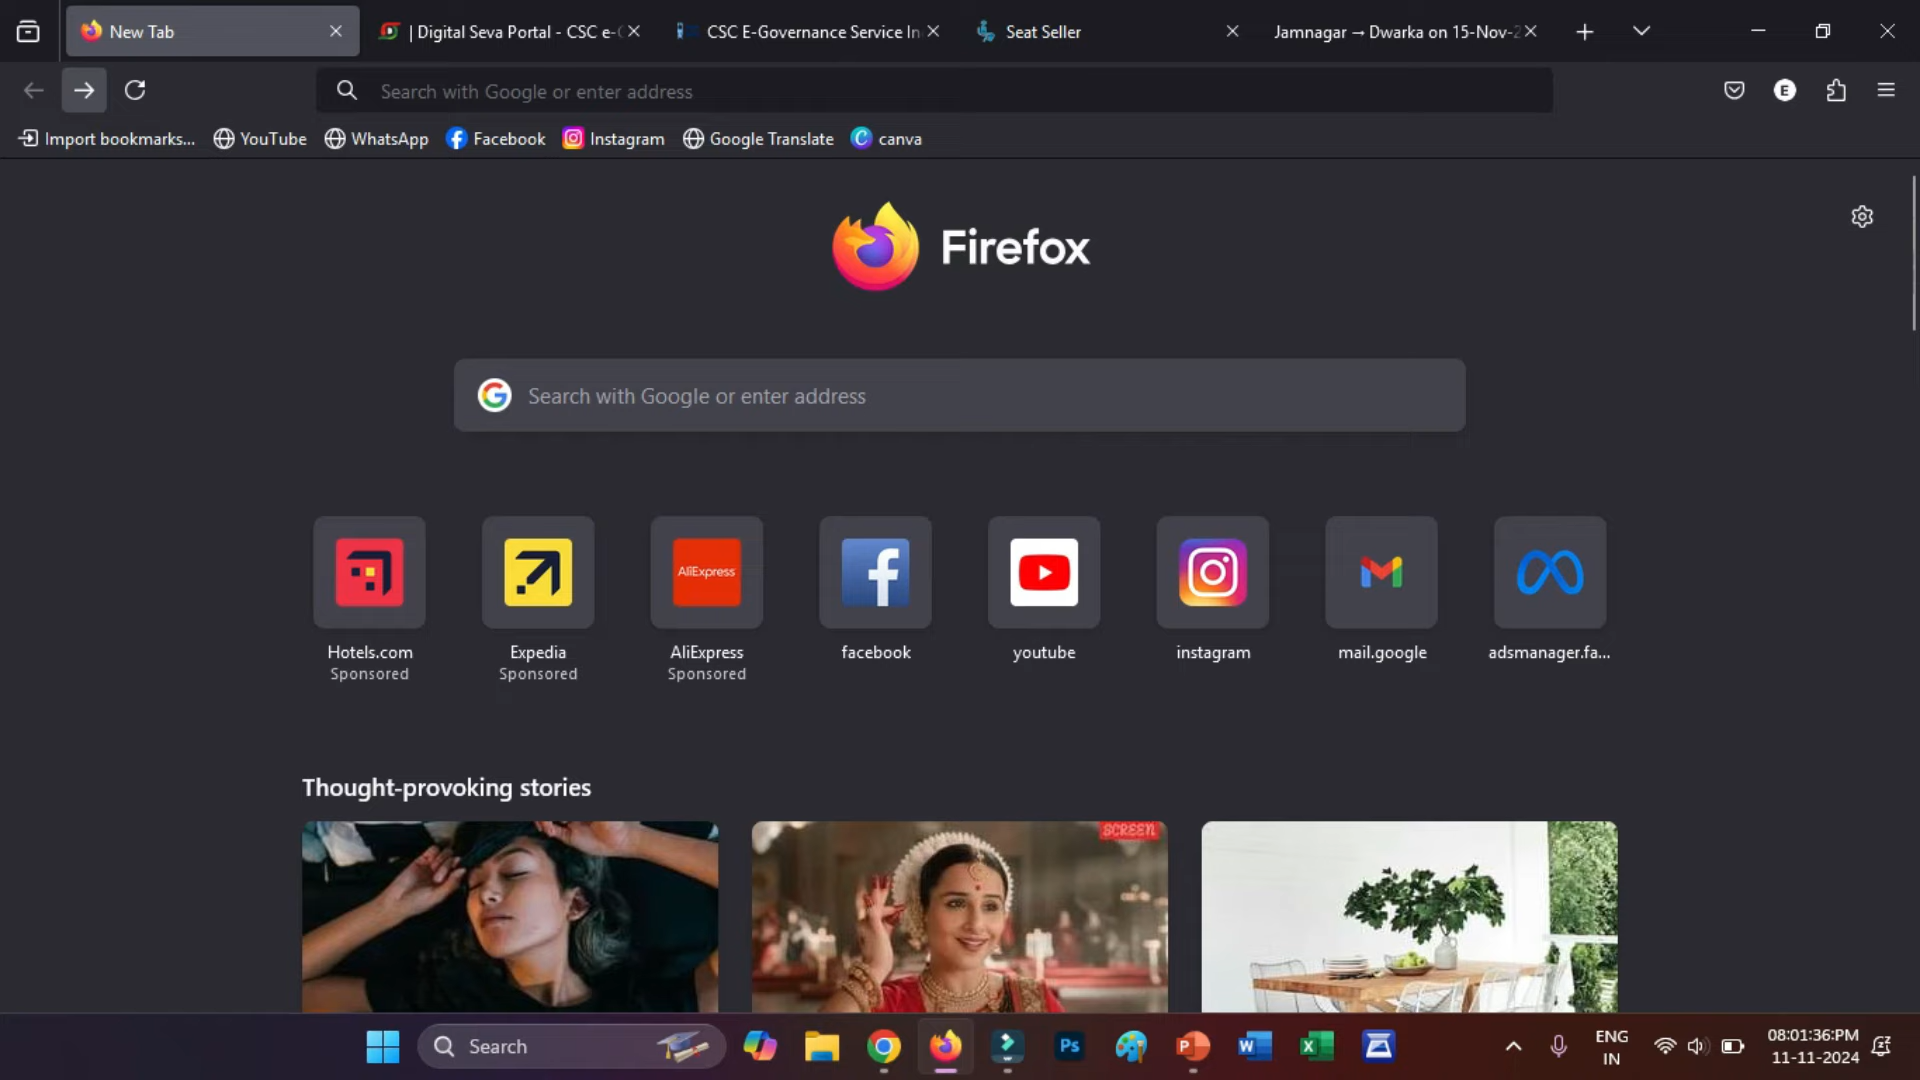 New Tab
| Digital Seva Portal - CSC e-G
CSC E-Governance Service In
Seat Seller
Jamnagar → Dwarka on 15-Nov-2
Search with Google or enter address
Import bookmarks...
YouTube
WhatsApp
Facebook
Instagram
Google Translate
canva
E
Firefox
Search with Google or enter address
AliExpress
Hotels.com
Sponsored
Expedia
Sponsored
AliExpress
Sponsored
facebook
youtube
instagram
mail.google
adsmanager.fa...
Thought-provoking stories
SCREEN
Search
Ps
P
W
X
ENG
IN
08:01:36:PM
11-11-2024